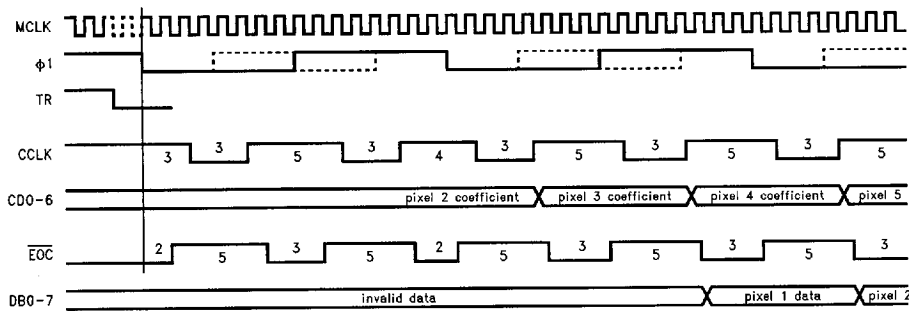 MCLK
ϕ1
TR
CCLK 3 3 5 3 4 3 5 3 5 3 5
CD0-6 pixel 2 coefficient pixel 3 coefficient pixel 4 coefficient pixel 5
EOC 2 5 3 5 2 5 3 5 3 5 3
DB0-7 invalid data pixel 1 data pixel 2